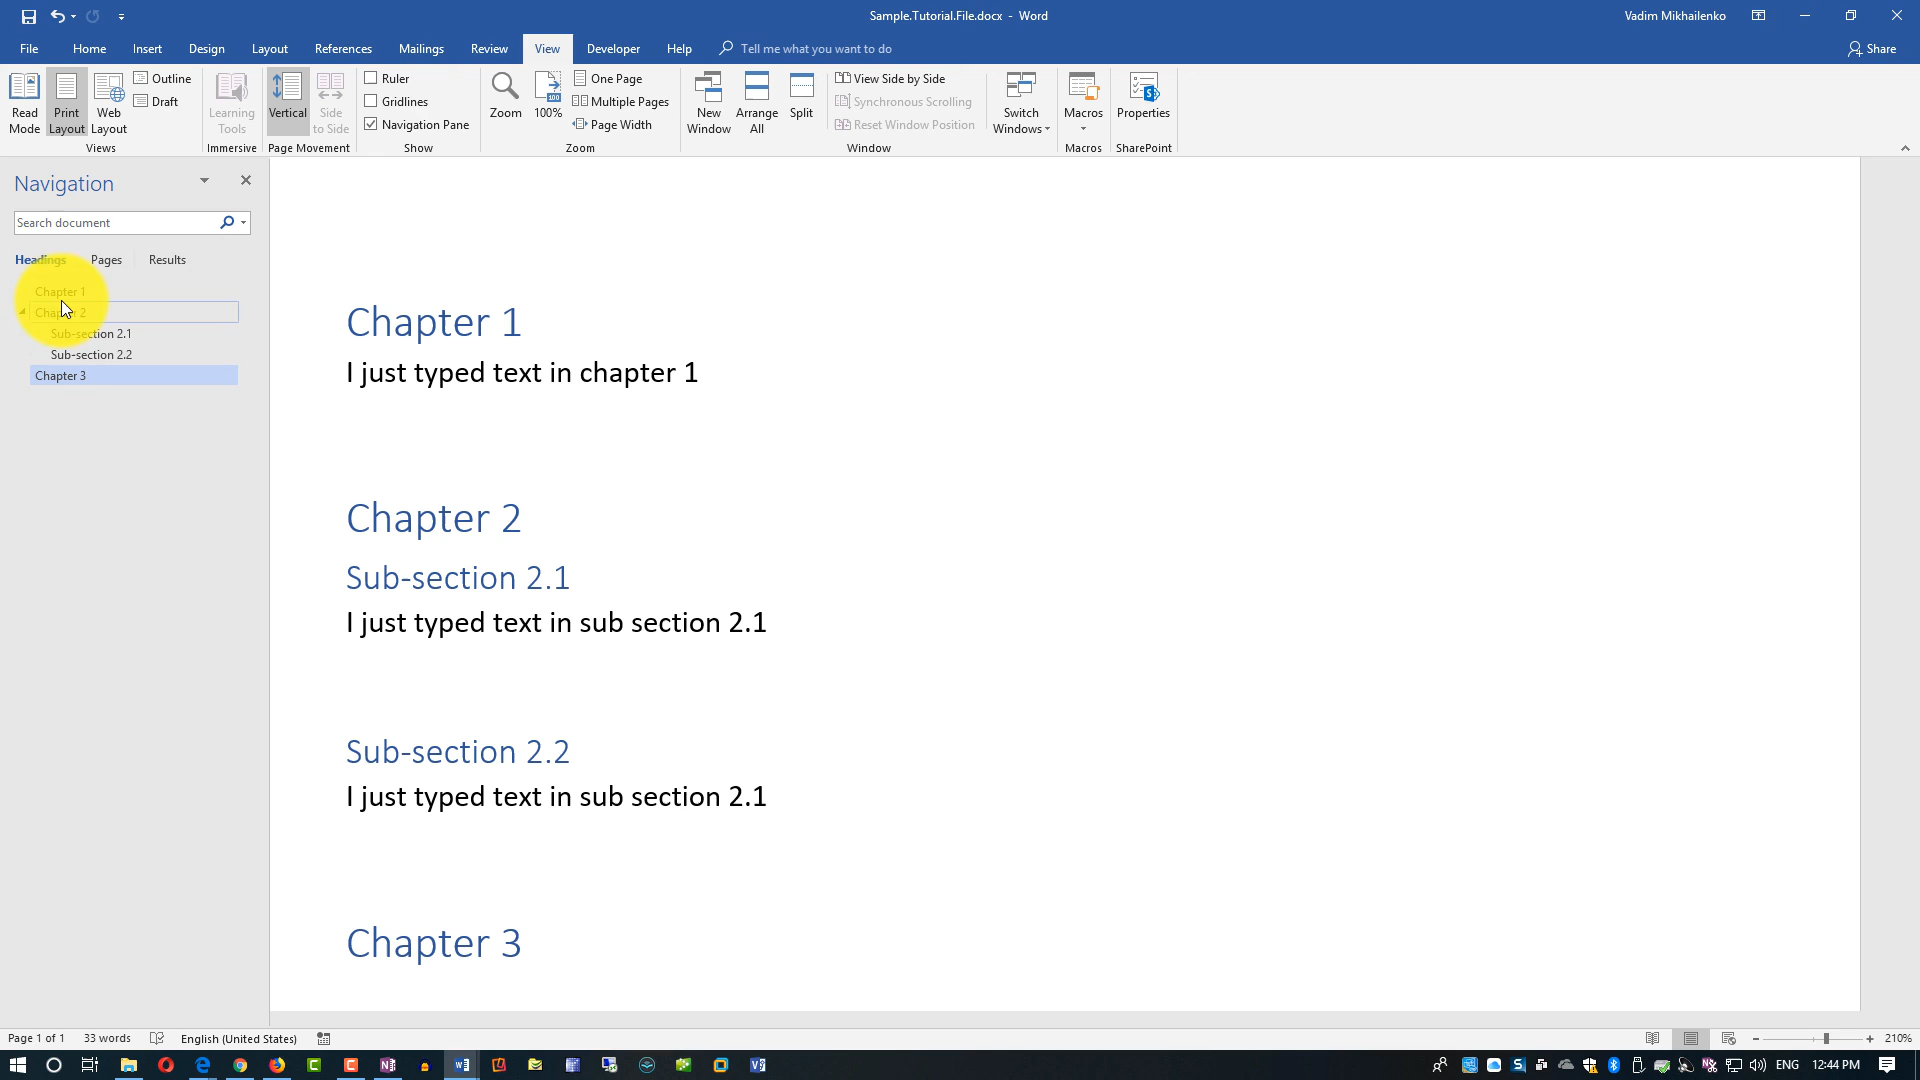 Sample.Tutorial.File.docx - Word
Vadim Mikhailenko
File Home Insert Design Layout References Mailings Review View Developer Help Tell me what you want to do Share
Read Mode
Print Layout
Web Layout
Outline
Draft
Views
Learning Tools
Immersive
Vertical
Side to Side
Page Movement
Ruler
Gridlines
Navigation Pane
Show
Zoom
100%
One Page
Multiple Pages
Page Width
Zoom
New Window
Arrange All
Split
View Side by Side
Synchronous Scrolling
Reset Window Position
Window
Switch Windows
Macros
Macros
Properties
SharePoint
Navigation
Search document
Headings Pages Results
Chapter 1
Chapter 2
Sub-section 2.1
Sub-section 2.2
Chapter 3
Chapter 1
I just typed text in chapter 1
Chapter 2
Sub-section 2.1
I just typed text in sub section 2.1
Sub-section 2.2
I just typed text in sub section 2.1
Chapter 3
Page 1 of 1 33 words English (United States) 210%
ENG 12:44 PM